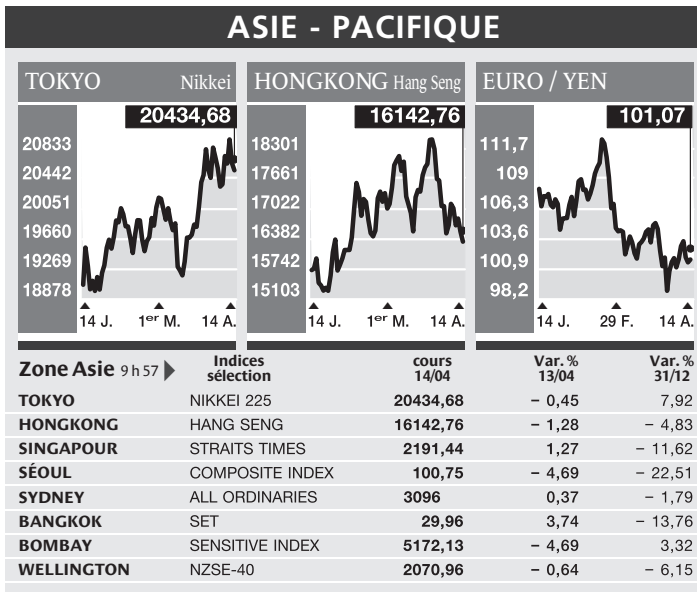 ASIE - PACIFIQUE
TOKYO Nikkei
20434,68
20833
20442
20051
19660
19269
18878
14 J. 1er M. 14 A.
HONGKONG Hang Seng
16142,76
18301
17661
17022
16382
15742
15103
14 J. 1er M. 14 A.
EURO / YEN
101,07
111,7
109
106,3
103,6
100,9
98,2
14 J. 29 F. 14 A.
Zone Asie 9 h 57 Indices sélection cours 14/04 Var. % 13/04 Var. % 31/12
TOKYO NIKKEI 225 20434,68 – 0,45 7,92
HONGKONG HANG SENG 16142,76 – 1,28 – 4,83
SINGAPOUR STRAITS TIMES 2191,44 1,27 – 11,62
SÉOUL COMPOSITE INDEX 100,75 – 4,69 – 22,51
SYDNEY ALL ORDINARIES 3096 0,37 – 1,79
BANGKOK SET 29,96 3,74 – 13,76
BOMBAY SENSITIVE INDEX 5172,13 – 4,69 3,32
WELLINGTON NZSE-40 2070,96 – 0,64 – 6,15